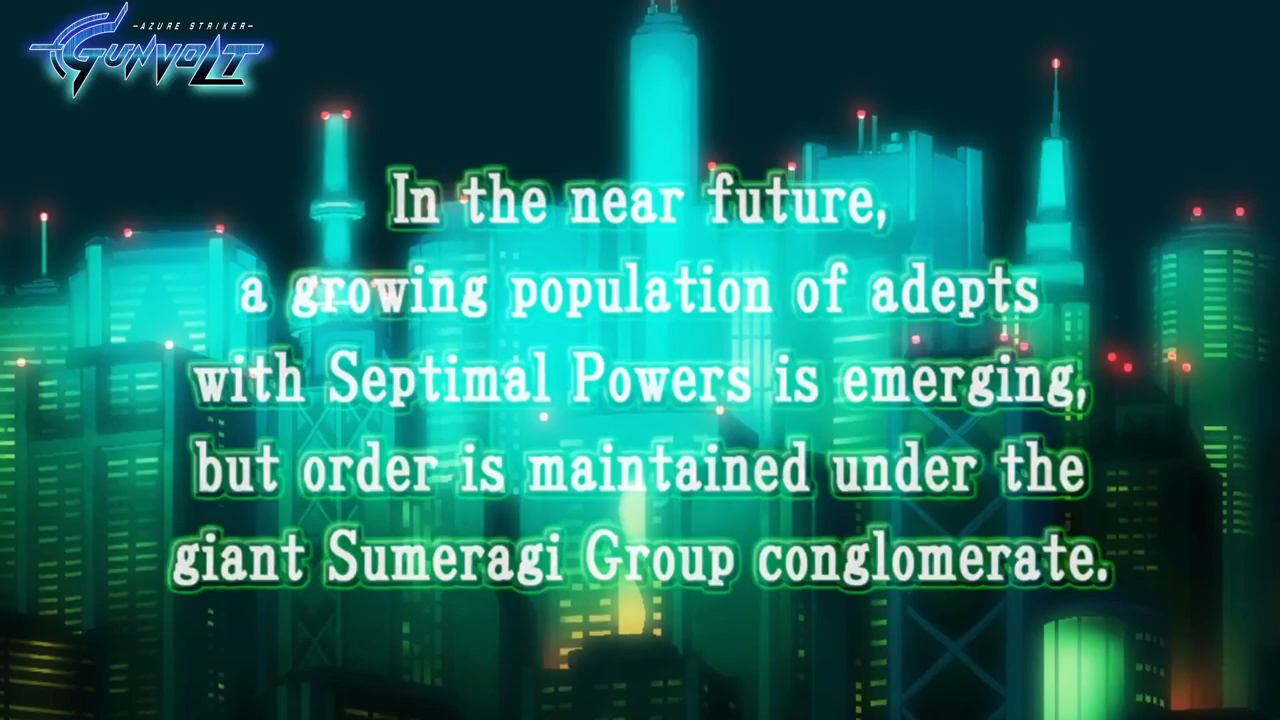 -AZURE STRIKER-
GUNVOLT
In the near future,
a growing population of adepts
with Septimal Powers is emerging,
but order is maintained under the
giant Sumeragi Group conglomerate.